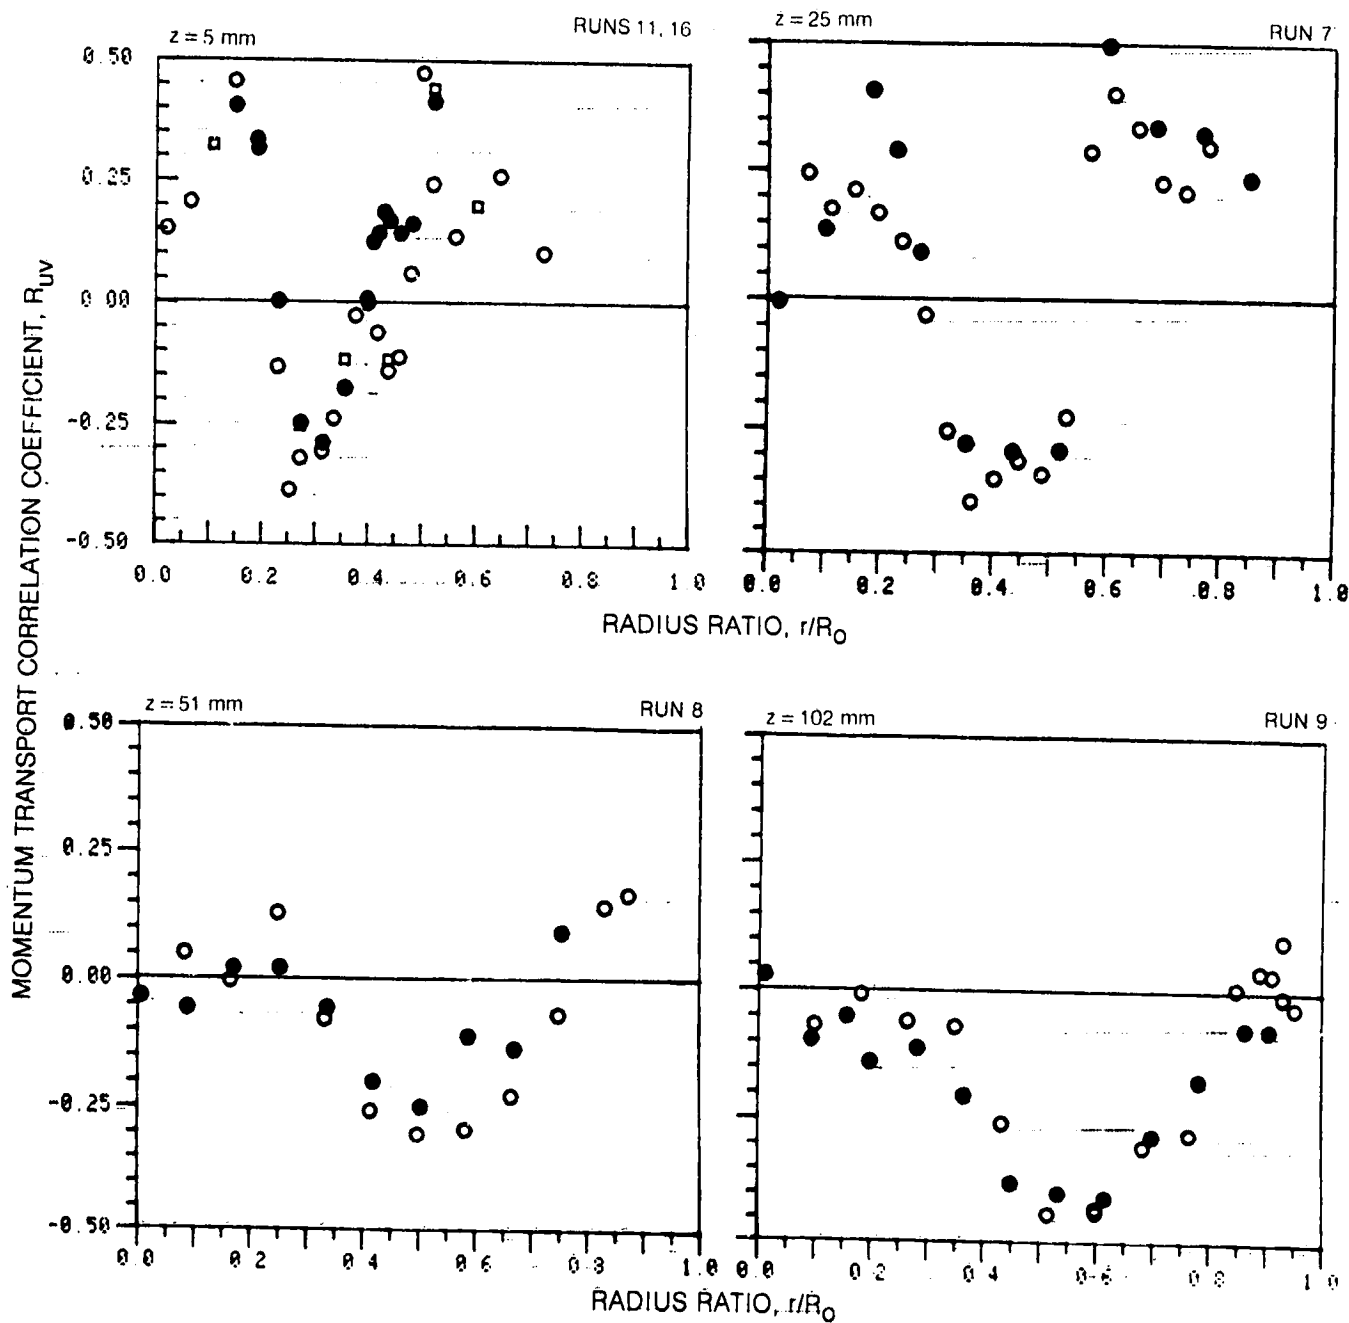 z = 5 mm
RUNS 11, 16
z = 25 mm
RUN 7
0.50
0.25
0.00
-0.25
-0.50
0.0 0.2 0.4 0.6 0.8 1.0
0.0 0.2 0.4 0.6 0.8 1.0
RADIUS RATIO, r/R0
MOMENTUM TRANSPORT CORRELATION COEFFICIENT, Ruv
z = 51 mm
RUN 8
z = 102 mm
RUN 9
0.50
0.25
0.00
-0.25
-0.50
0.0 0.2 0.4 0.6 0.8 1.0
0.0 0.2 0.4 0.6 0.8 1.0
RADIUS RATIO, r/R0